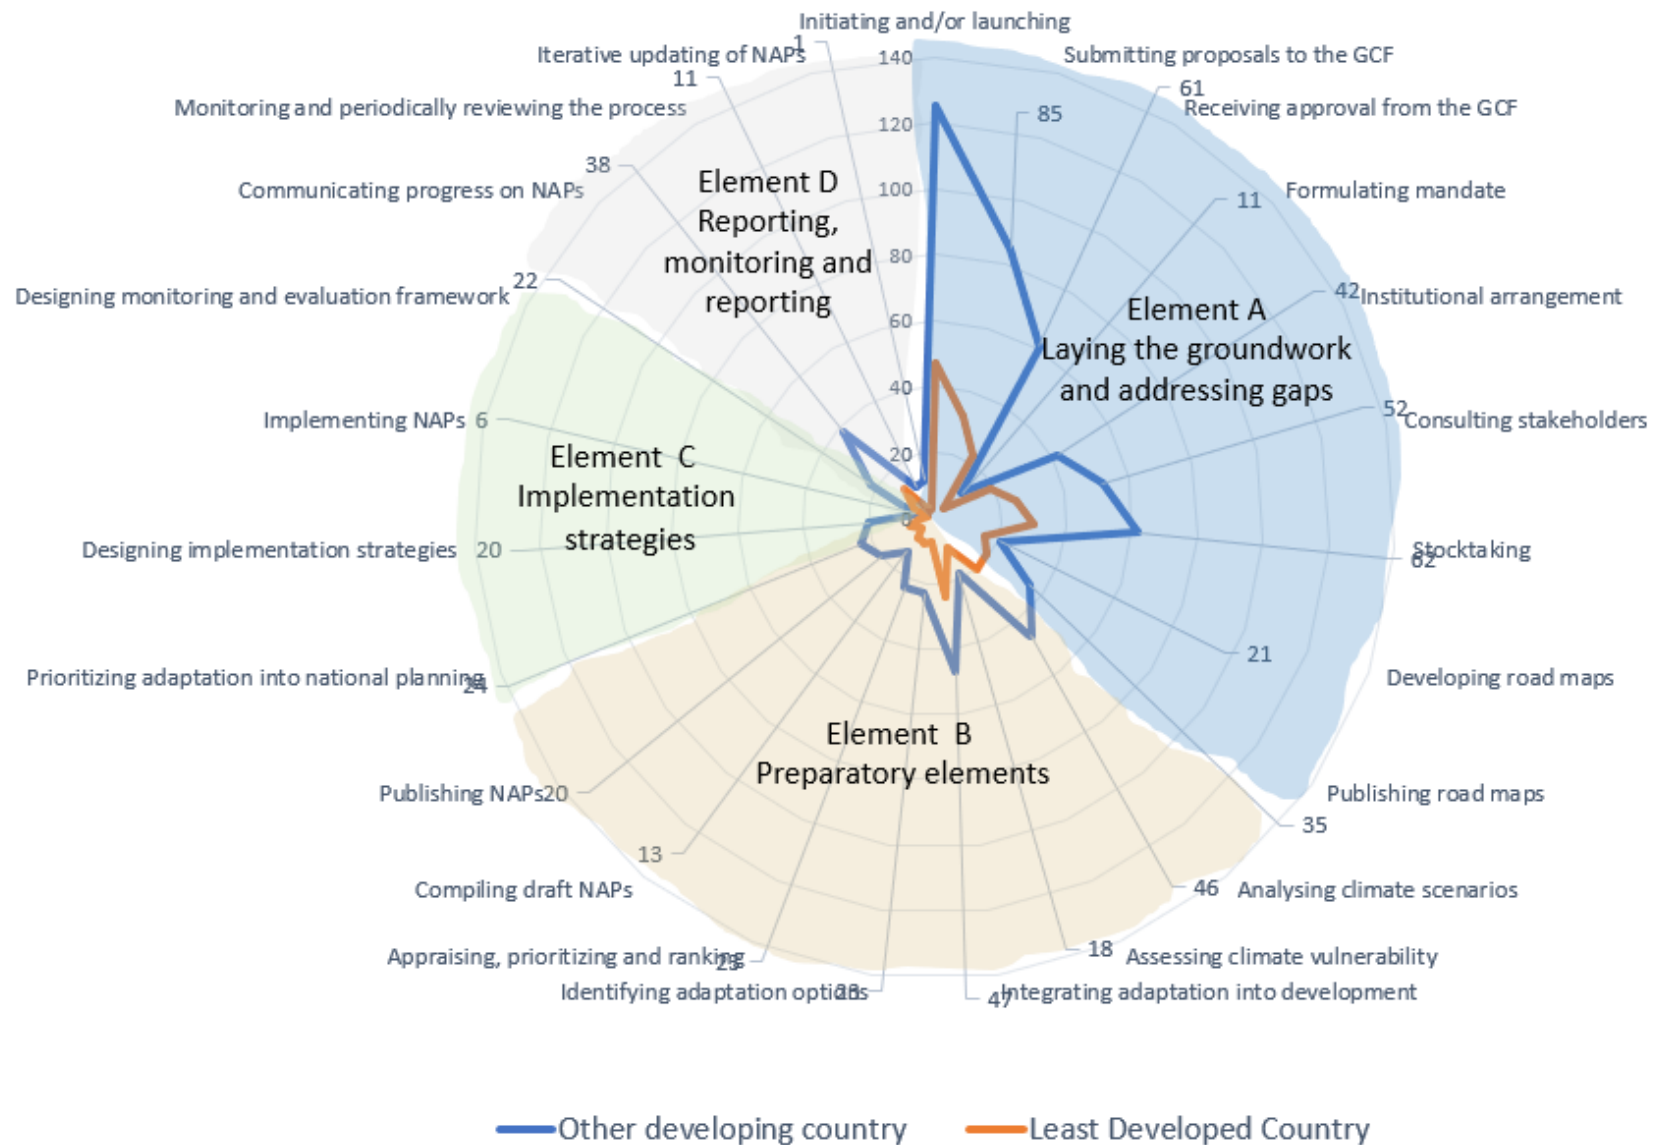 Initiating and/or launching
Submitting proposals to the GCF
Receiving approval from the GCF
Formulating mandate
Institutional arrangement
Consulting stakeholders
Stocktaking
Developing road maps
Publishing road maps
Analysing climate scenarios
Assessing climate vulnerability
Integrating adaptation into development
Identifying adaptation options
Appraising, prioritizing and ranking
Compiling draft NAPs
Publishing NAPs
Prioritizing adaptation into national planning
Designing implementation strategies
Implementing NAPs
Designing monitoring and evaluation framework
Communicating progress on NAPs
Monitoring and periodically reviewing the process
Iterative updating of NAPs
140
120
100
80
60
40
20
0
85
61
11
42
52
62
21
35
46
18
47
23
23
13
20
24
20
6
22
38
11
1
Element A
Laying the groundwork
and addressing gaps
Element B
Preparatory elements
Element C
Implementation
strategies
Element D
Reporting,
monitoring and
reporting
Other developing country
Least Developed Country